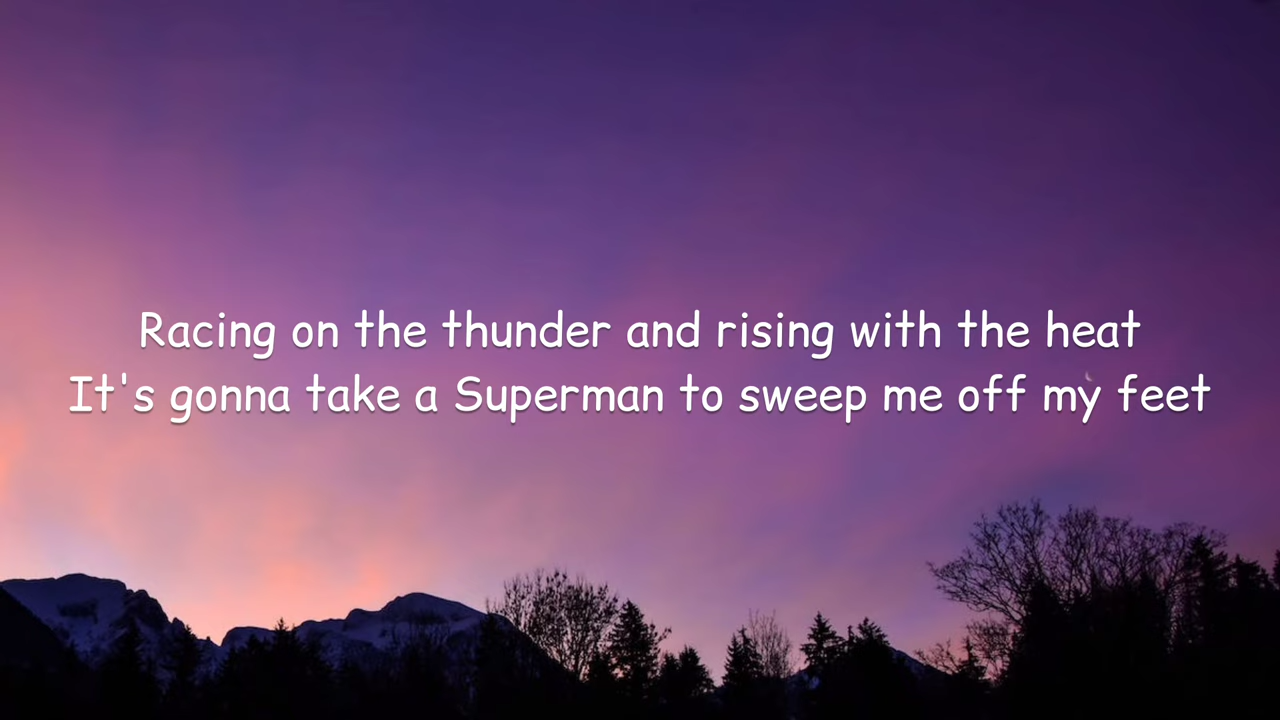 Racing on the thunder and rising with the heat
It's gonna take a Superman to sweep me off my feet